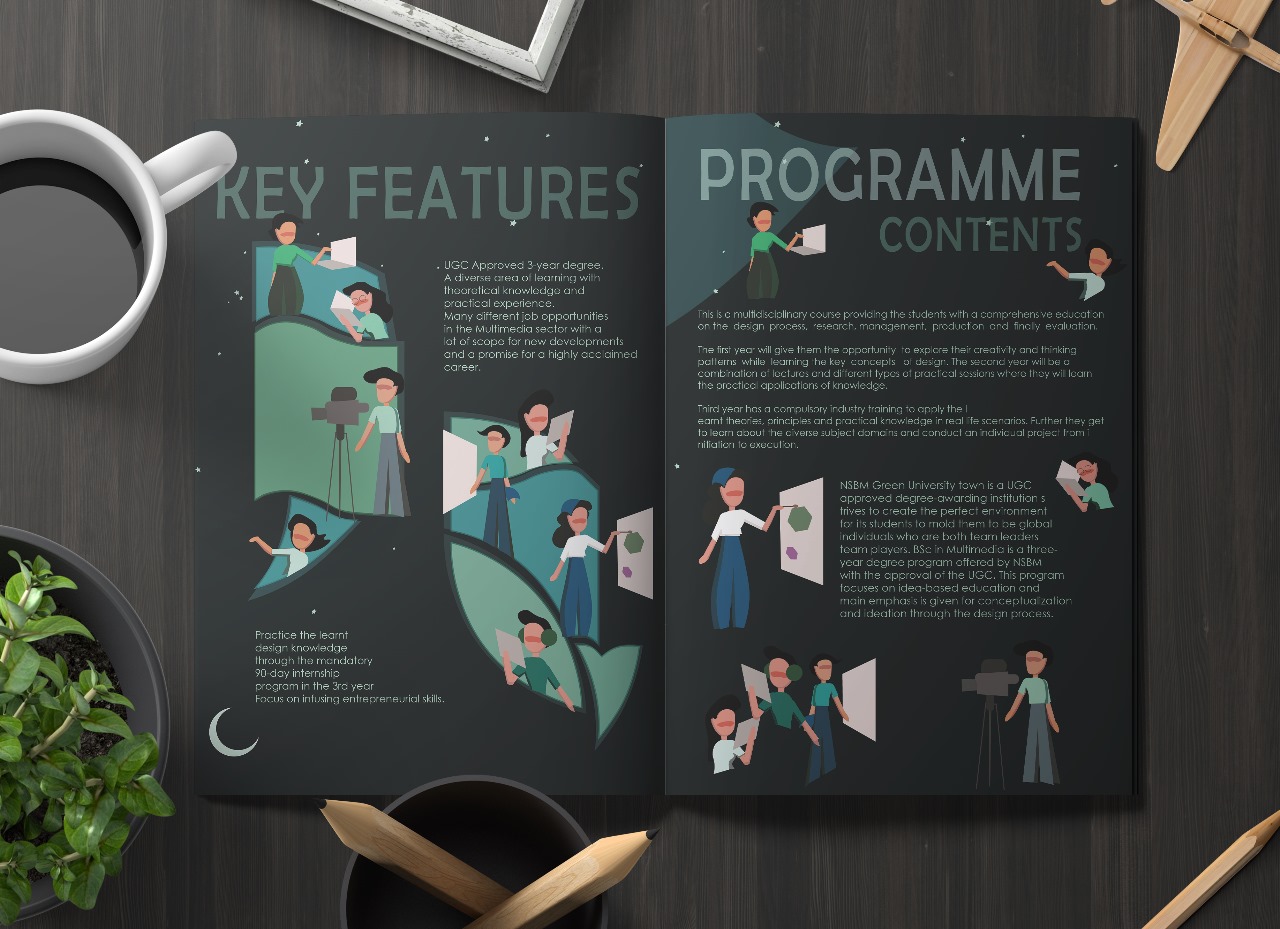 KEY FEATURES
UGC Approved 3-year degree.
A diverse area of learning with
theoretical knowledge and
practical experience.
Many different job opportunities
in the Multimedia sector with a
lot of scope for new developments
and a promise for a highly acclaimed
career.
Practice the learnt
design knowledge
through the mandatory
90-day internship
program in the 3rd year
Focus on infusing entrepreneurial skills.
PROGRAMME
CONTENTS
This is a multidisciplinary course providing the students with a comprehensive education
on the design process, research, management, production and finally evaluation.
The first year will give them the opportunity to explore their creativity and thinking
patterns while learning the key concepts of design. The second year will be a
combination of lectures and different types of practical sessions where they will learn
the practical applications of knowledge.
Third year has a compulsory industry training to apply the l
earnt theories, principles and practical knowledge in real life scenarios. Further they get
to learn about the diverse subject domains and conduct an individual project from i
nitiation to execution.
NSBM Green University town is a UGC
approved degree-awarding institution s
trives to create the perfect environment
for its students to mold them to be global
individuals who are both team leaders
team players. BSc in Multimedia is a three-
year degree program offered by NSBM
with the approval of the UGC. This program
focuses on idea-based education and
main emphasis is given for conceptualization
and ideation through the design process.